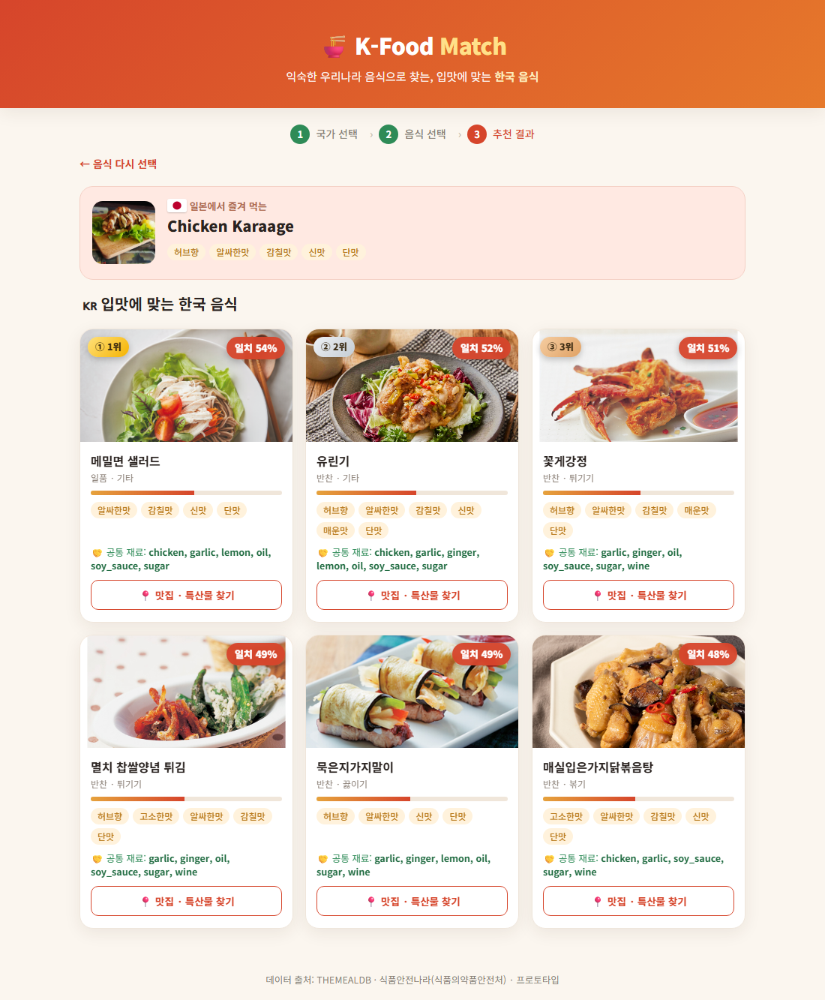 K-Food Match
익숙한 우리나라 음식으로 찾는, 입맛에 맞는 한국 음식
1 국가 선택 › 2 음식 선택 › 3 추천 결과
← 음식 다시 선택
일본에서 즐겨 먹는
Chicken Karaage
허브향 알싸한맛 감칠맛 신맛 단맛
KR 입맛에 맞는 한국 음식
① 1위 일치 54%
메밀면 샐러드
일품 · 기타
알싸한맛 감칠맛 신맛 단맛
공통 재료: chicken, garlic, lemon, oil,
soy_sauce, sugar
맛집 · 특산물 찾기
② 2위 일치 52%
유린기
반찬 · 기타
허브향 알싸한맛 감칠맛 신맛
매운맛 단맛
공통 재료: chicken, garlic, ginger,
lemon, oil, soy_sauce, sugar
맛집 · 특산물 찾기
③ 3위 일치 51%
꽃게강정
반찬 · 튀기기
허브향 알싸한맛 감칠맛 매운맛
단맛
공통 재료: garlic, ginger, oil,
soy_sauce, sugar, wine
맛집 · 특산물 찾기
일치 49%
멸치 찹쌀양념 튀김
반찬 · 튀기기
허브향 고소한맛 알싸한맛 감칠맛
단맛
공통 재료: garlic, ginger, oil,
soy_sauce, sugar, wine
맛집 · 특산물 찾기
일치 49%
묵은지가지말이
반찬 · 끓이기
허브향 알싸한맛 신맛 단맛
공통 재료: garlic, ginger, lemon, oil,
sugar, wine
맛집 · 특산물 찾기
일치 48%
매실입은가지닭볶음탕
반찬 · 볶기
고소한맛 알싸한맛 감칠맛 신맛
단맛
공통 재료: chicken, garlic, soy_sauce,
sugar, wine
맛집 · 특산물 찾기
데이터 출처: THEMEALDB · 식품안전나라(식품의약품안전처) · 프로토타입